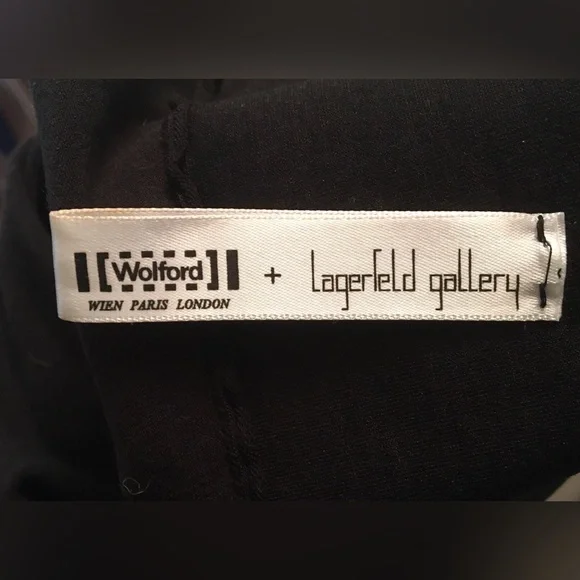 Wolford + Lagerfeld gallery
WIEN PARIS LONDON